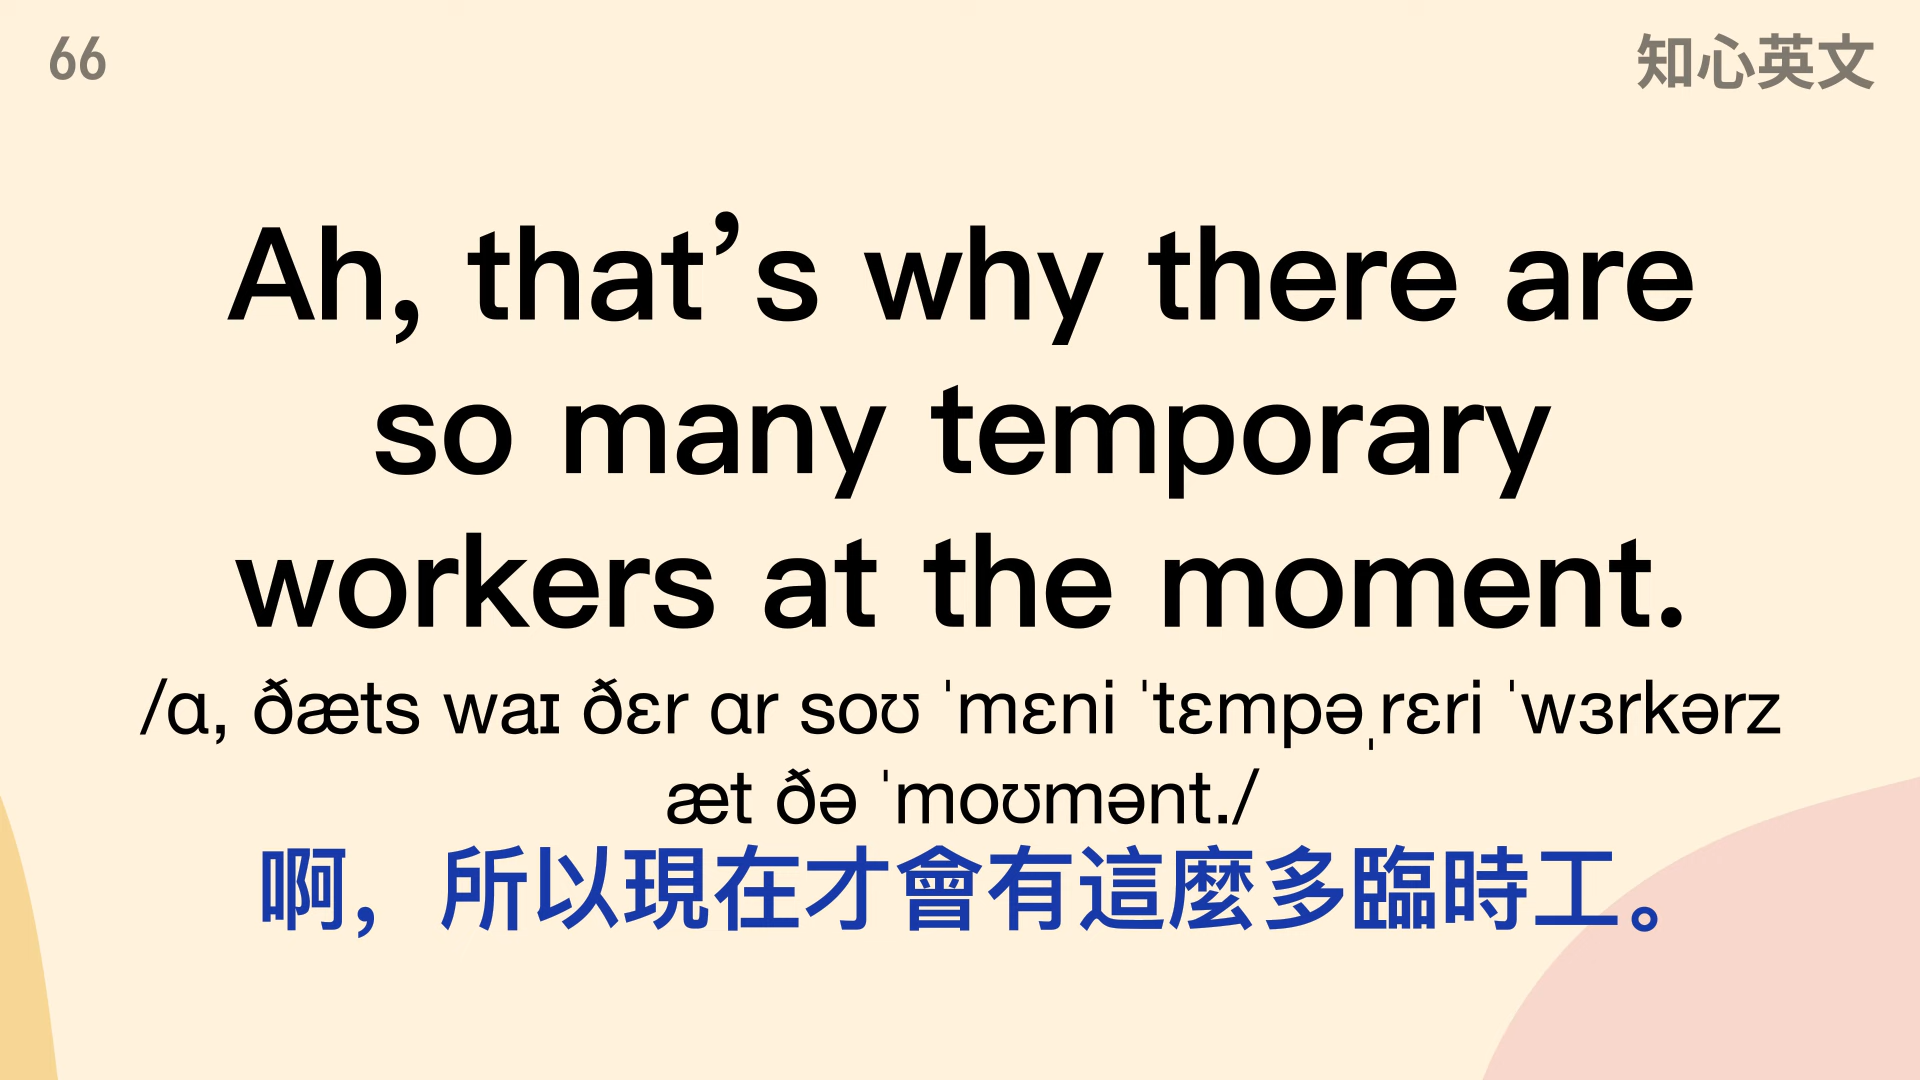 66
知心英文
Ah, that’s why there are
so many temporary
workers at the moment.
/ɑ, ðæts waɪ ðɛr ɑr soʊ ˈmɛni ˈtɛmpəˌrɛri ˈwɜrkərz
æt ðə ˈmoʊmənt./
啊，所以現在才會有這麼多臨時工。